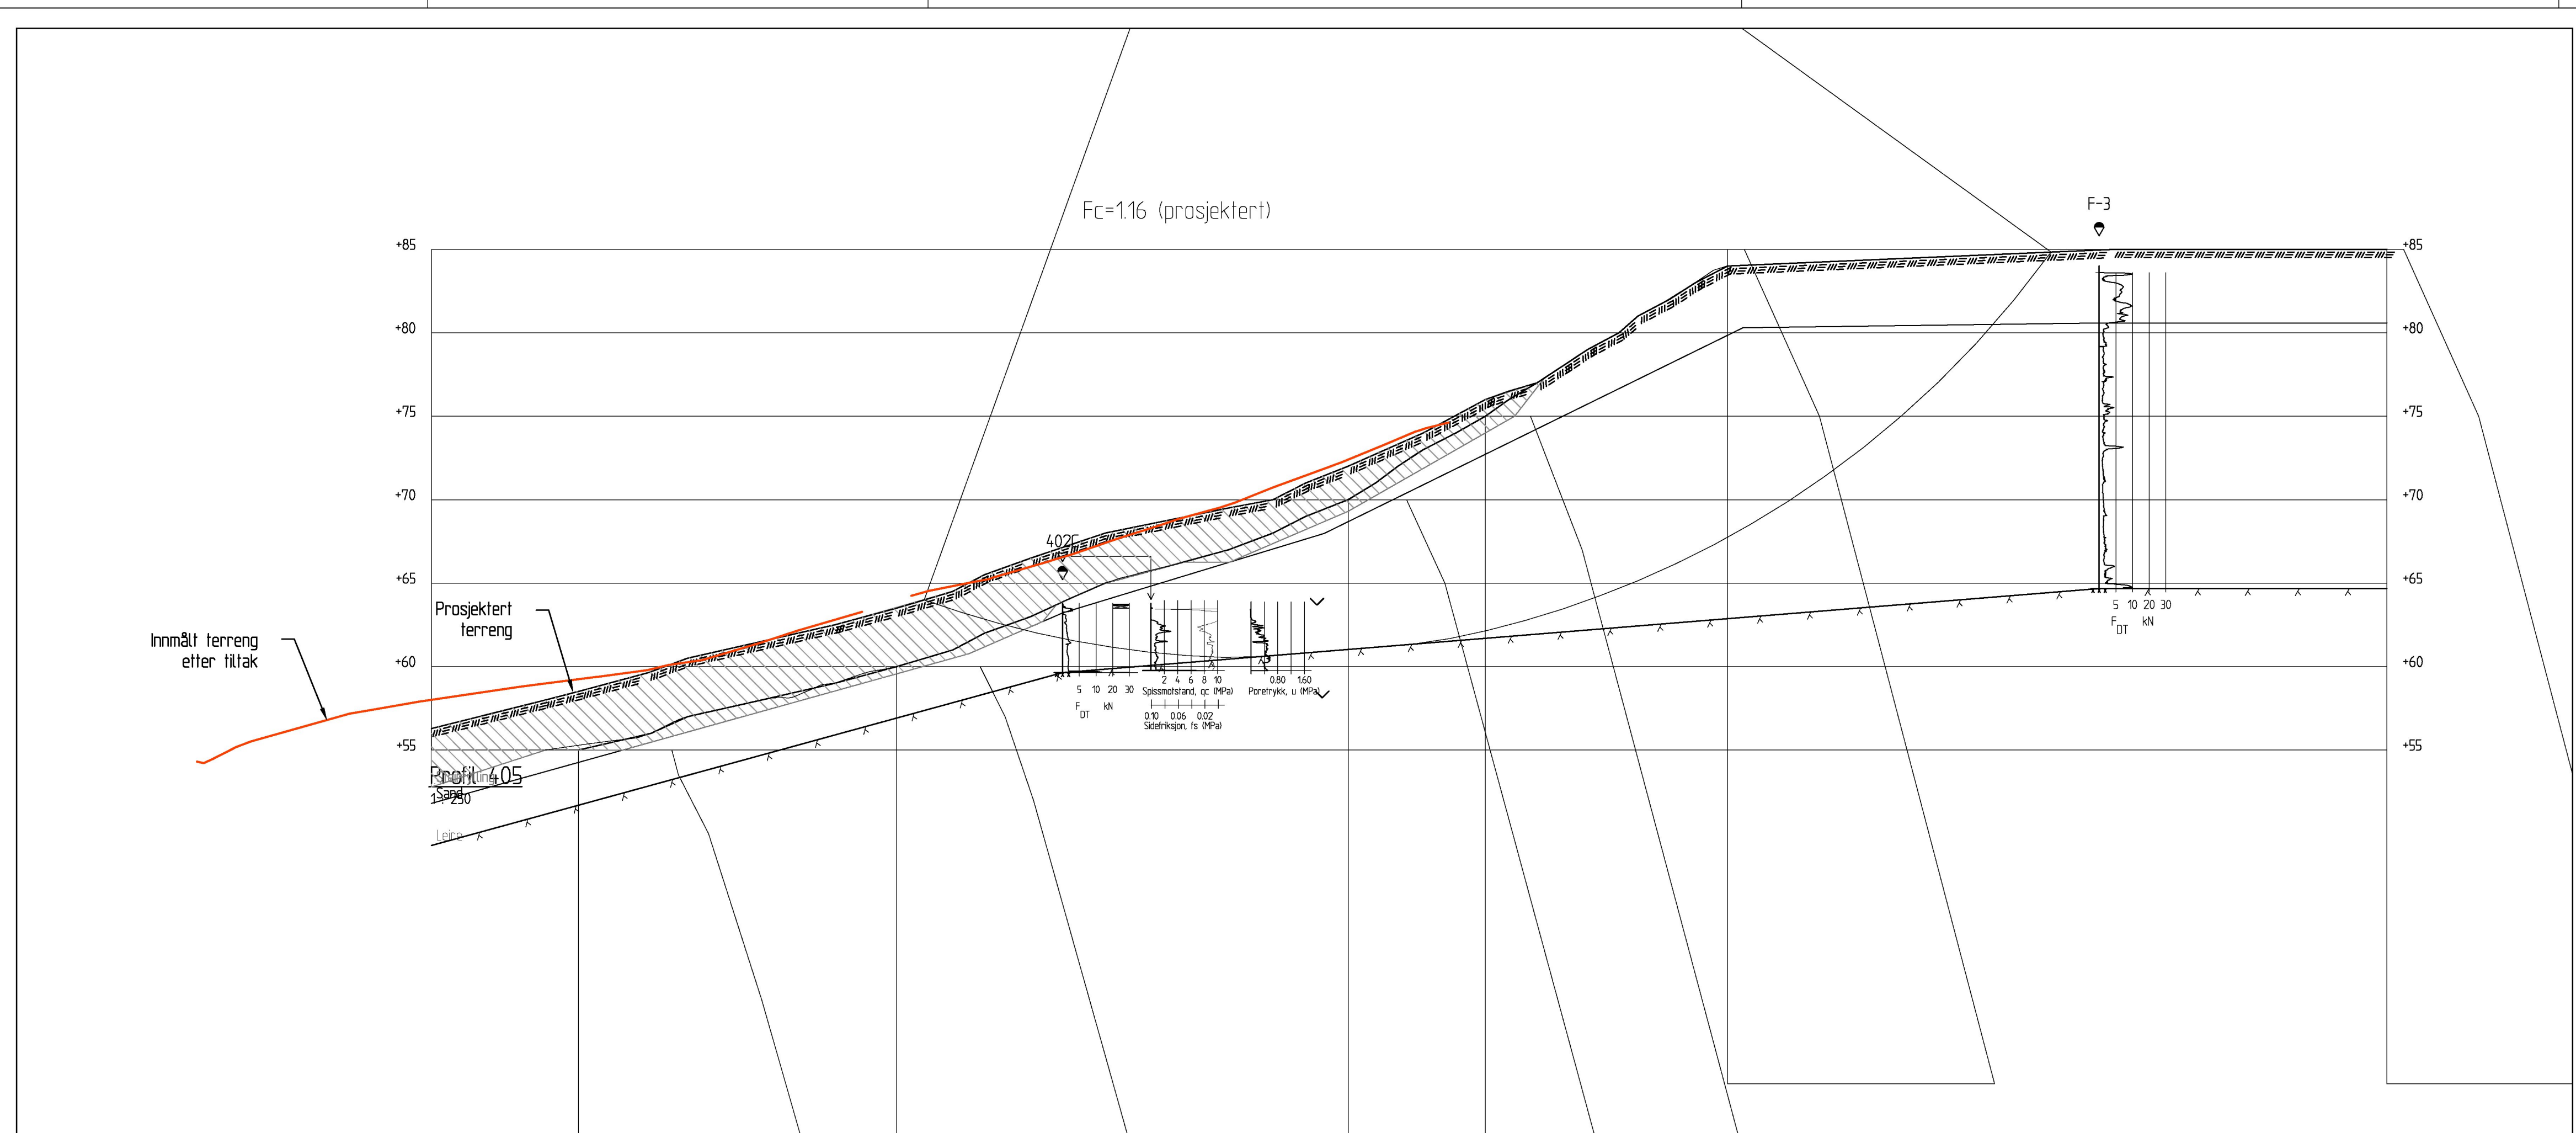 Fc=1.16 (prosjektert)
F-3
+85
+85
+80
+80
+75
+75
+70
+70
402F
+65
+65
Prosjektert
terreng
5 10 20 30
F DT kN
Innmålt terreng
etter tiltak
+60
+60
5 10 20 30
F DT kN
2 4 6 8 10
Spissmotstand, qc (MPa)
0.10 0.06 0.02
Sidefriksjon, fs (MPa)
0.80 1.60
Poretrykk, u (MPa)
+55
+55
Profil 405
Sand
1 : 250
Leire